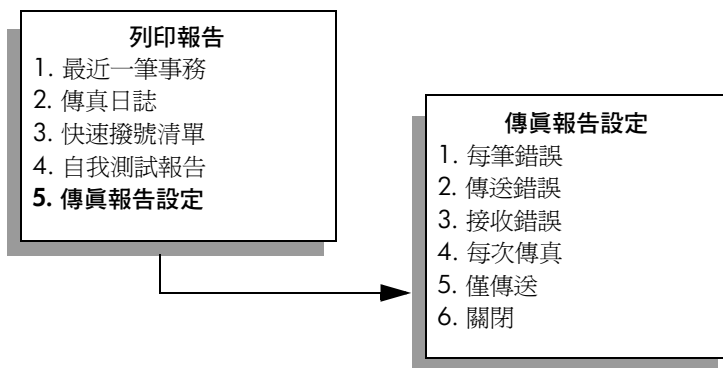 列印報告
1. 最近一筆事務
2. 傳真日誌
3. 快速撥號清單
4. 自我測試報告
5. 傳眞報告設定
傳眞報告設定
1. 每筆錯誤
2. 傳送錯誤
3. 接收錯誤
4. 每次傳真
5. 僅傳送
6. 關閉